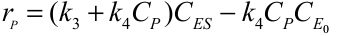 r_P = (k_3 + k_4 C_P) C_{ES} − k_4 C_P C_{E_0}